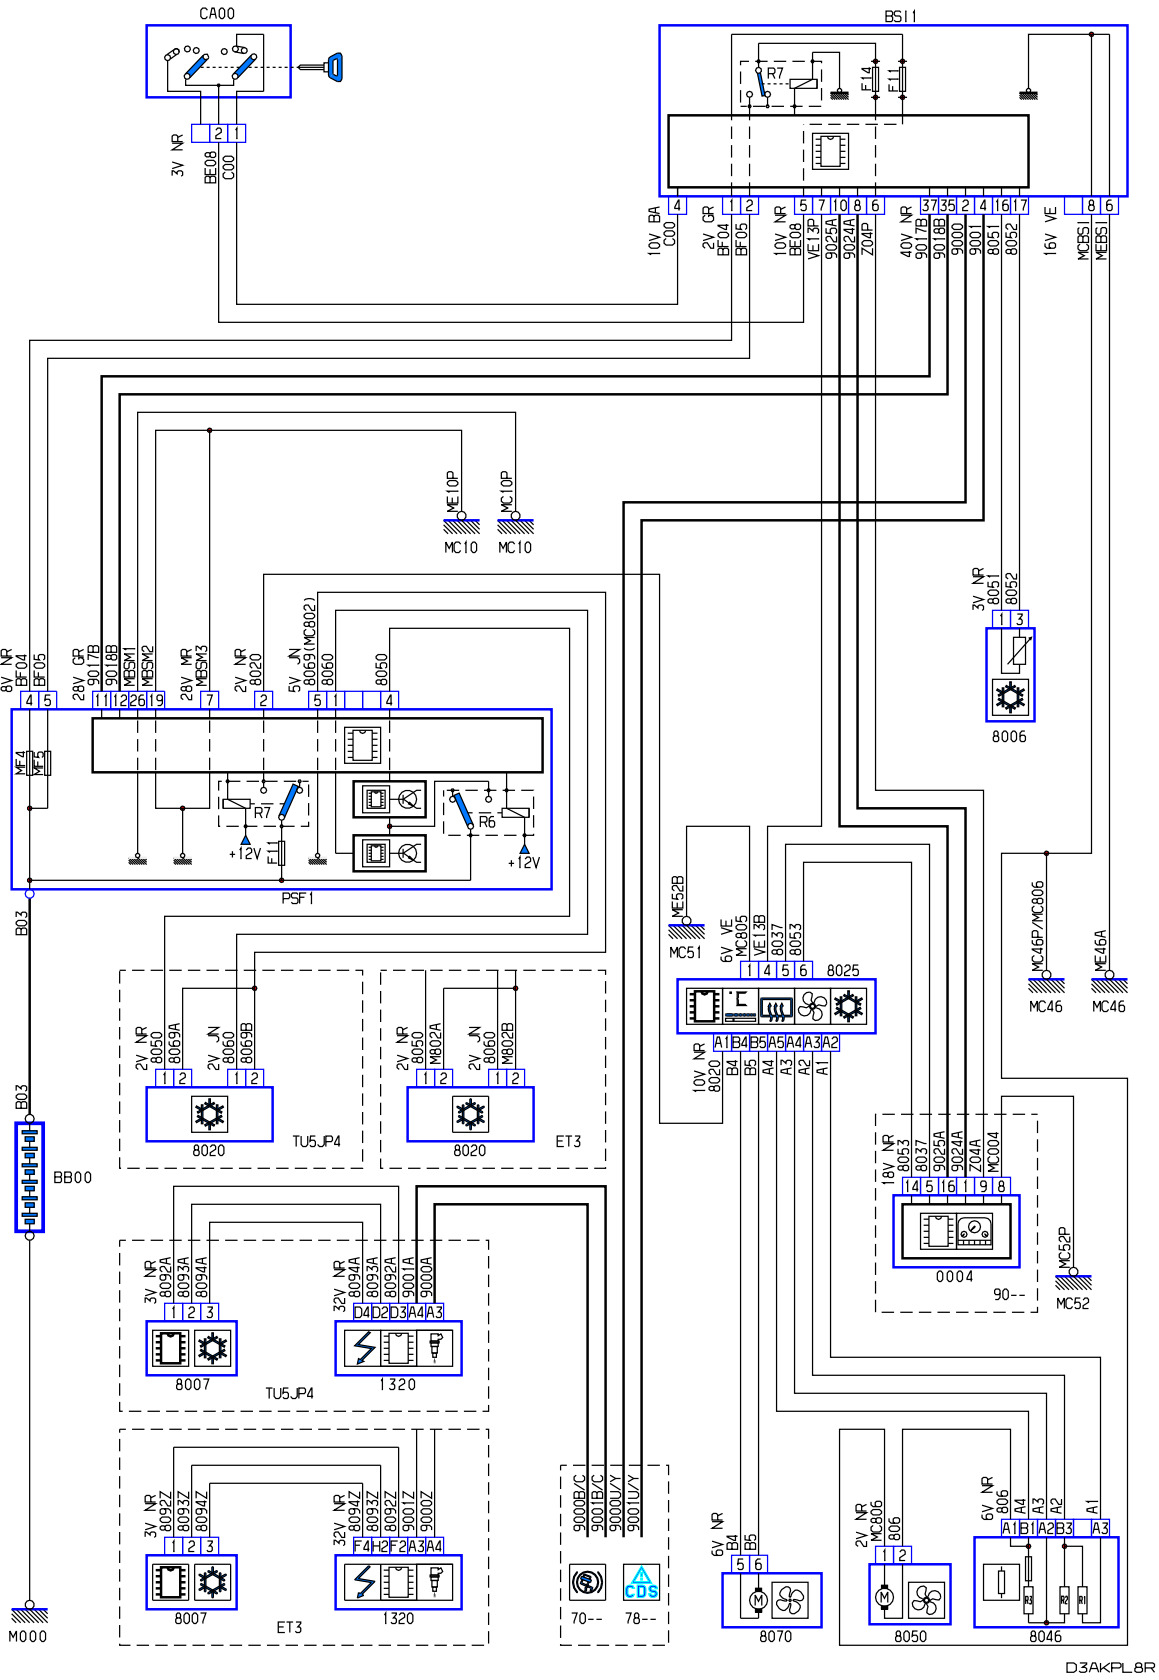 CA00
BSI1
R7
F14
F11
2 1
3V NR
BE08
C00
4 1 2 5 7 10 8 6 37 35 2 4 16 17 8 6
10V BA
C00
2V GR
BF04
BF05
10V NR
BE08
VE13P
9025A
9024A
Z04P
40V NR
9017B
9018B
9000
9001
8051
8052
16V VE
MCBSI
MEBSI
ME10P
MC10P
MC10
MC10
3V NR
8051
8052
1 3
8006
8V NR
BF04
BF05
28V GR
9017B
9018B
MBSM1
MBSM2
28V MR
MBSM3
2V NR
8020
5V JN
8069(MC802)
8060
8050
4 5 11 12 26 19 7 2 5 1 4
MF4
MF5
R7
+12V
F11
R6
+12V
PSF1
B03
ME52B
MC51
6V VE
MC805
VE13B
8037
8053
1 4 5 6
8025
MC46P/MC806
ME46A
MC46
MC46
A1 B4 B5 A5 A4 A3 A2
10V NR
8020
B4
B5
A4
A3
A2
A1
2V NR
8050
8069A
2V JN
8060
8069B
1 2 1 2
8020
TU5JP4
2V NR
8050
M802A
2V JN
8060
M802B
1 2 1 2
8020
ET3
B03
BB00
18V NR
8053
8037
9025A
9024A
Z04A
MC004
14 5 16 1 9 8
0004
90--
MC52P
MC52
3V NR
8092A
8093A
8094A
1 2 3
8007
32V NR
8094A
8093A
8092A
9001A
9000A
D4 D2 D3 A4 A3
1320
TU5JP4
3V NR
8092Z
8093Z
8094Z
1 2 3
8007
32V NR
8094Z
8093Z
8092Z
9001Z
9000Z
F4 H2 F2 A3 A4
1320
ET3
9000B/C
9001B/C
9000U/Y
9001U/Y
CDS
70--
78--
6V NR
B4
B5
5 6
M
8070
2V NR
MC806
806
1 2
M
8050
6V NR
806
A4
A3
A2
A1
A1 B1 A2 B3 A3
R3
R2
R1
8046
M000
D3AKPL8R